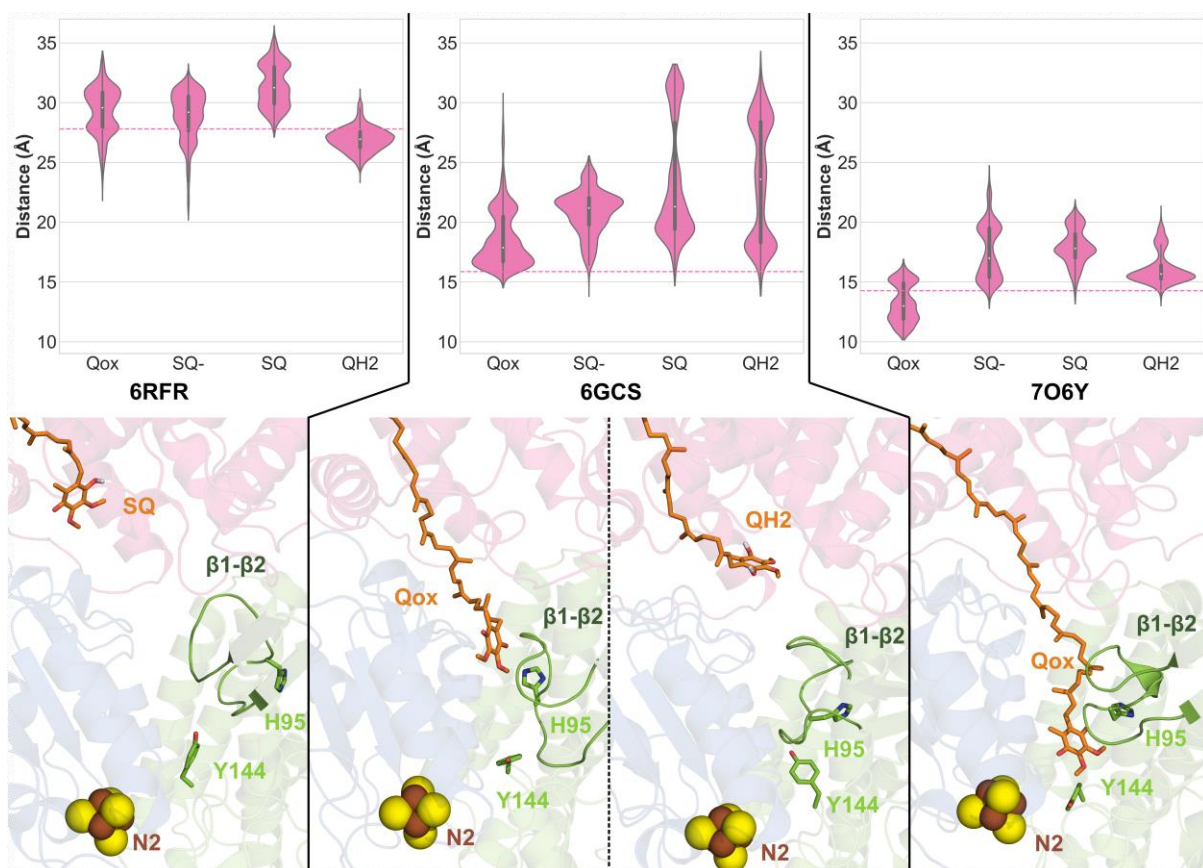 Distance (Å)
35
30
25
20
15
10
Qox SQ- SQ QH2
6RFR
Distance (Å)
35
30
25
20
15
10
Qox SQ- SQ QH2
6GCS
Distance (Å)
35
30
25
20
15
10
Qox SQ- SQ QH2
7O6Y
SQ
β1-β2
H95
Y144
N2
Qox
β1-β2
H95
Y144
N2
QH2
β1-β2
H95
Y144
N2
β1-β2
Qox
H95
Y144
N2